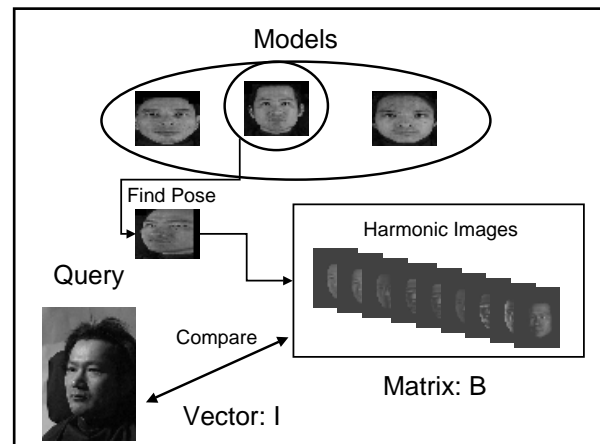 Models
Find Pose
Harmonic Images
Query
Compare
Matrix: B
Vector: I